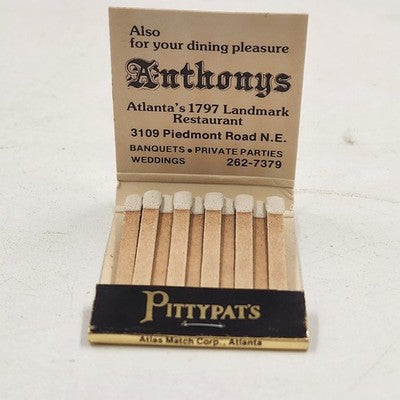 Also
for your dining pleasure
Anthonys
Atlanta's 1797 Landmark
Restaurant
3109 Piedmont Road N.E.
BANQUETS • PRIVATE PARTIES
WEDDINGS 262-7379
PITTYPAT'S
Atlas Match Corp., Atlanta